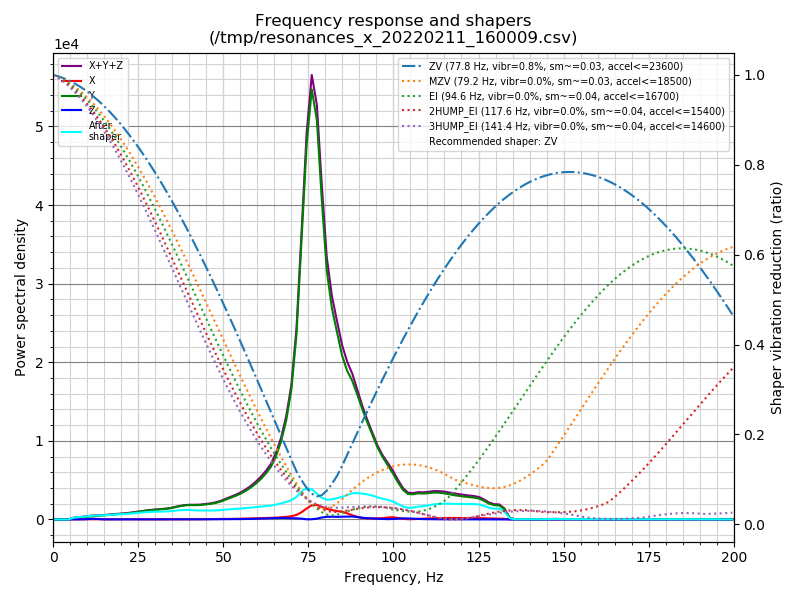 Frequency response and shapers
(/tmp/resonances_x_20220211_160009.csv)
1e4
X+Y+Z
X
Y
Z
After
shaper
ZV (77.8 Hz, vibr=0.8%, sm~=0.03, accel<=23600)
MZV (79.2 Hz, vibr=0.0%, sm~=0.03, accel<=18500)
EI (94.6 Hz, vibr=0.0%, sm~=0.04, accel<=16700)
2HUMP_EI (117.6 Hz, vibr=0.0%, sm~=0.04, accel<=15400)
3HUMP_EI (141.4 Hz, vibr=0.0%, sm~=0.04, accel<=14600)
Recommended shaper: ZV
Power spectral density
5
4
3
2
1
0
1.0
0.8
0.6
0.4
0.2
0.0
Shaper vibration reduction (ratio)
0 25 50 75 100 125 150 175 200
Frequency, Hz